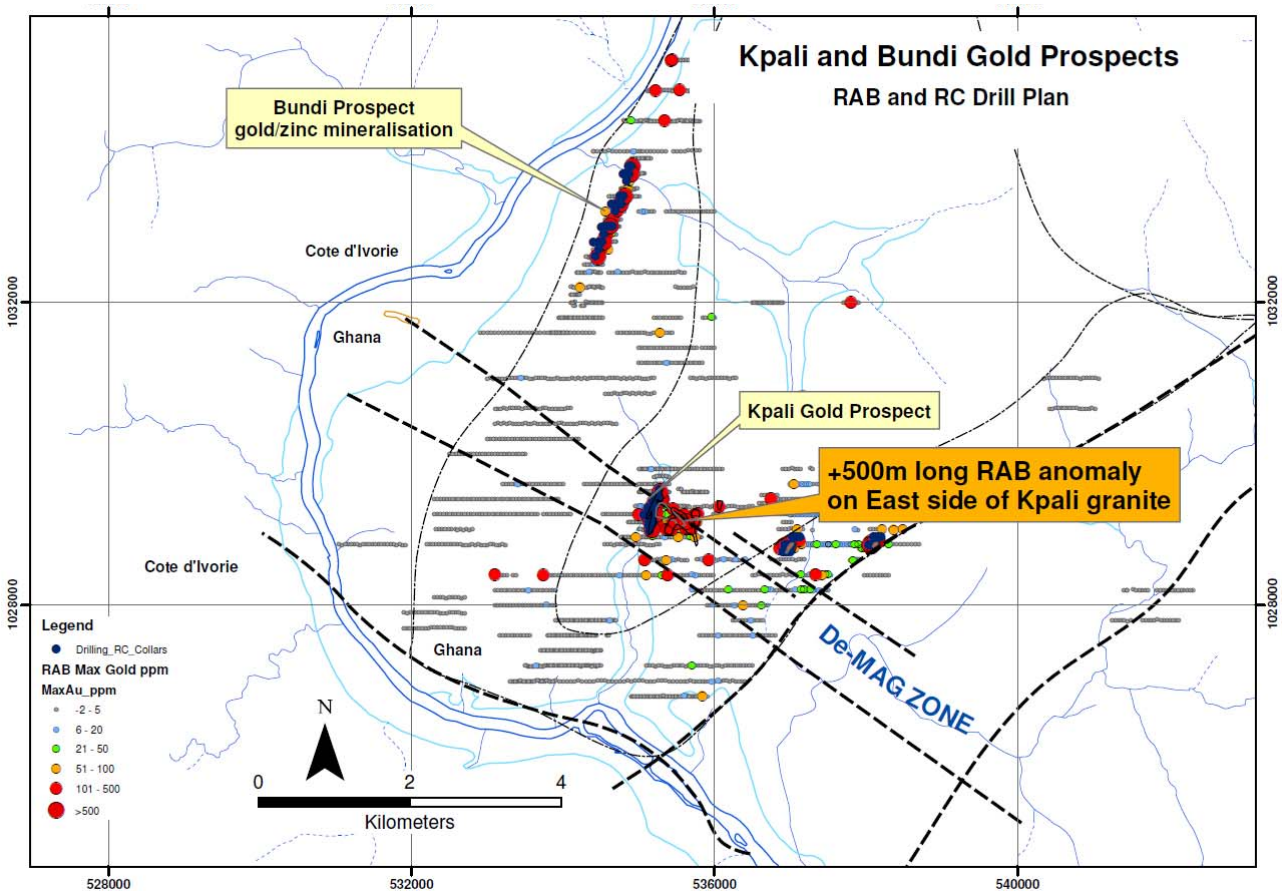 Kpali and Bundi Gold Prospects
RAB and RC Drill Plan
Bundi Prospect
gold/zinc mineralisation
Cote d'Ivorie
Ghana
Kpali Gold Prospect
+500m long RAB anomaly
on East side of Kpali granite
Cote d'Ivorie
Ghana
De-MAG ZONE
Legend
Drilling_RC_Collars
RAB Max Gold ppm
MaxAu_ppm
-2 - 5
6 - 20
21 - 50
51 - 100
101 - 500
>500
N
0 2 4
Kilometers
1032000
1032000
1028000
1028000
528000 532000 536000 540000